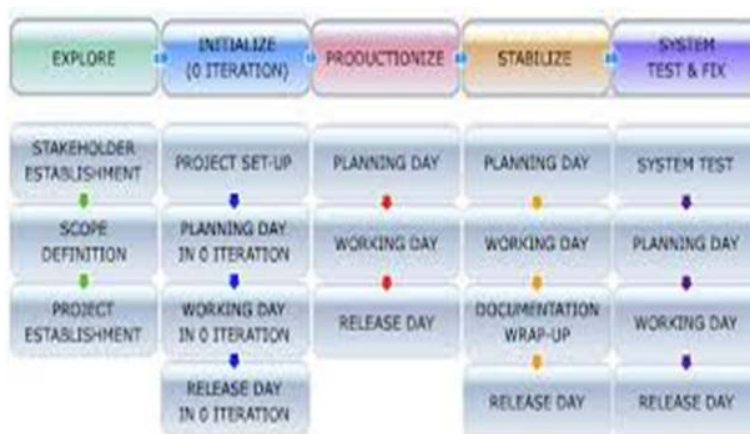 EXPLORE
INITIALIZE
(0 ITERATION)
PRODUCTIONIZE
STABILIZE
SYSTEM
TEST & FIX
STAKEHOLDER
ESTABLISHMENT
SCOPE
DEFINITION
PROJECT
ESTABLISHMENT
PROJECT SET-UP
PLANNING DAY
IN 0 ITERATION
WORKING DAY
IN 0 ITERATION
RELEASE DAY
IN 0 ITERATION
PLANNING DAY
WORKING DAY
RELEASE DAY
PLANNING DAY
WORKING DAY
DOCUMENTATION
WRAP-UP
RELEASE DAY
SYSTEM TEST
PLANNING DAY
WORKING DAY
RELEASE DAY